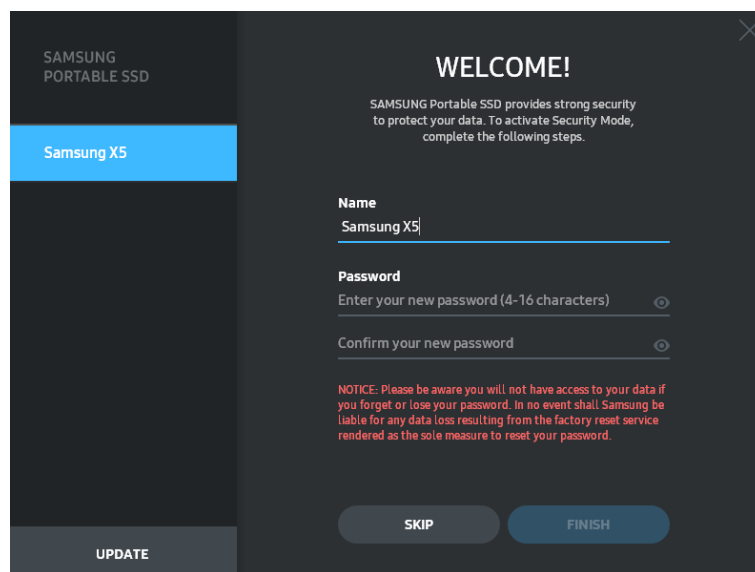 SAMSUNG
PORTABLE SSD
Samsung X5
UPDATE
WELCOME!
SAMSUNG Portable SSD provides strong security
to protect your data. To activate Security Mode,
complete the following steps.
Name
Samsung X5
Password
Enter your new password (4-16 characters)
Confirm your new password
NOTICE: Please be aware you will not have access to your data if
you forget or lose your password. In no event shall Samsung be
liable for any data loss resulting from the factory reset service
rendered as the sole measure to reset your password.
SKIP
FINISH